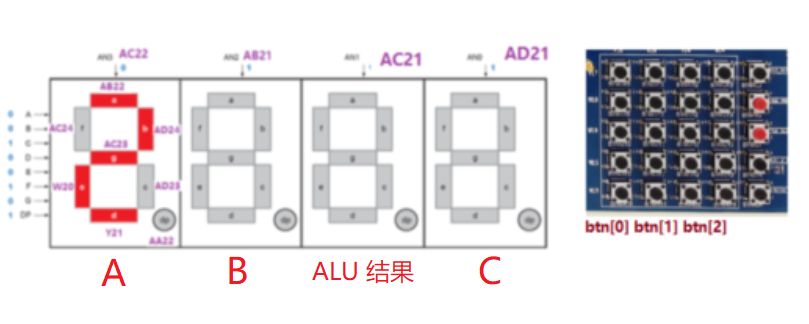 AN3 AC22
AN2 AB21
AN1 AC21
AN0 AD21
0
1
1
1
AB22
a
a
a
a
0 A
0 B
1 C
0 D
0 E
1 F
0 G
1 DP
AC24
f
b
AD24
f
b
f
b
f
b
AC23
g
g
g
g
W20
e
c
AD23
e
c
e
c
e
c
d
d
d
d
dp
dp
dp
dp
Y21
AA22
A
B
ALU 结果
C
btn[0] btn[1] btn[2]